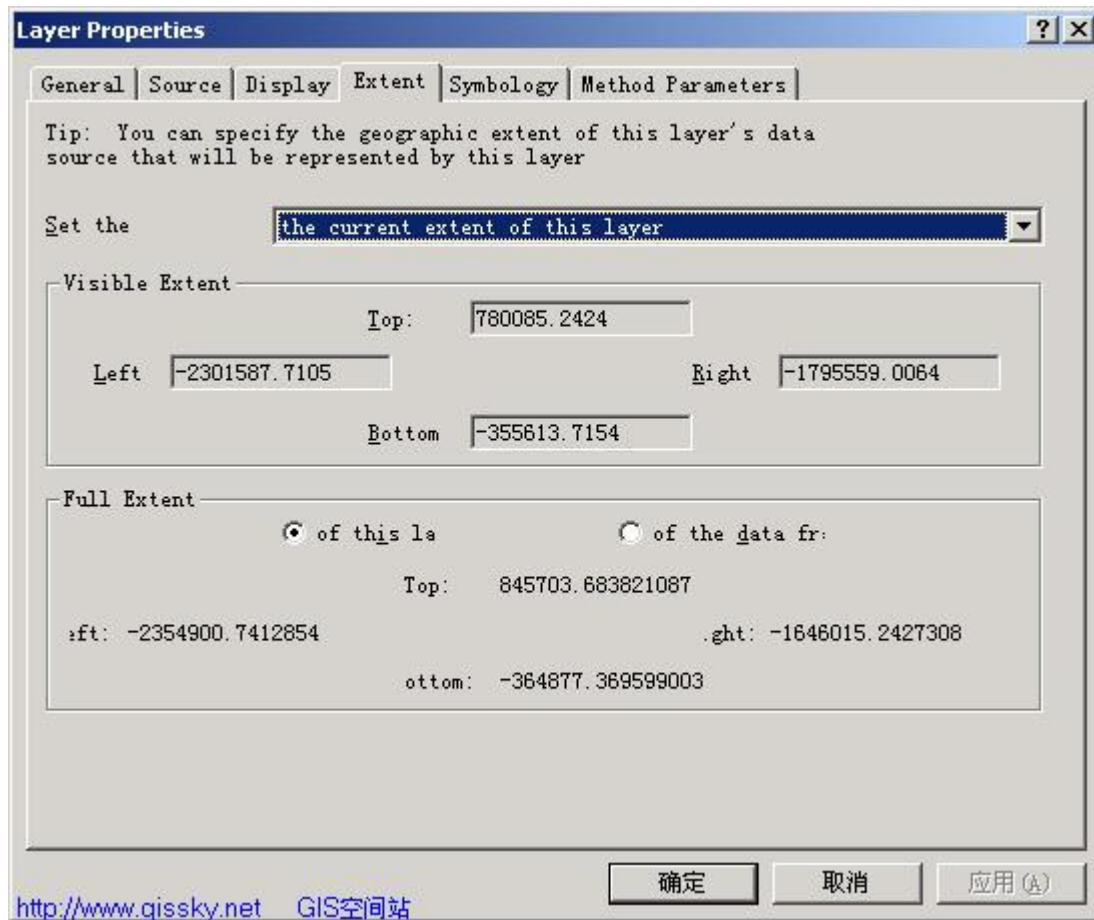 Layer Properties
General Source Display Extent Symbology Method Parameters
Tip: You can specify the geographic extent of this layer's data
source that will be represented by this layer
Set the the current extent of this layer
Visible Extent
Top: 780085.2424
Left -2301587.7105 Right -1795559.0064
Bottom -355613.7154
Full Extent
of this la of the data fr:
Top: 845703.683821087
eft: -2354900.7412854 .ght: -1646015.2427308
ottom: -364877.369599003
确定 取消 应用(A)
http://www.gissky.net GIS空间站